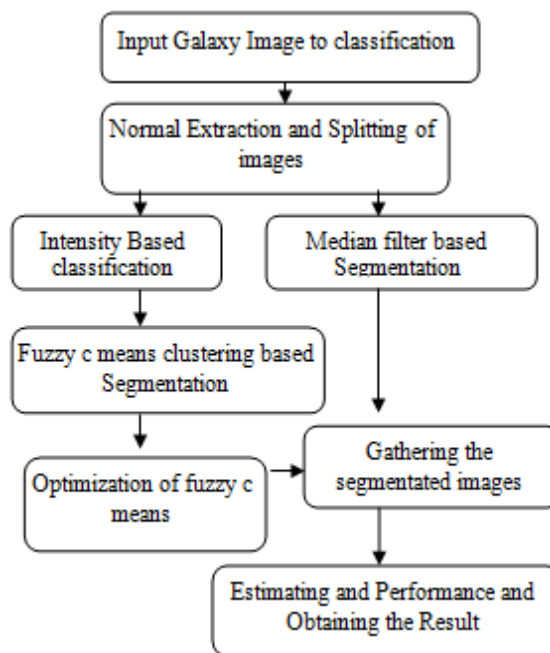 Input Galaxy Image to classification
Normal Extraction and Splitting of
images
Intensity Based
classification
Median filter based
Segmentation
Fuzzy c means clustering based
Segmentation
Optimization of fuzzy c
means
Gathering the
segmentated images
Estimating and Performance and
Obtaining the Result